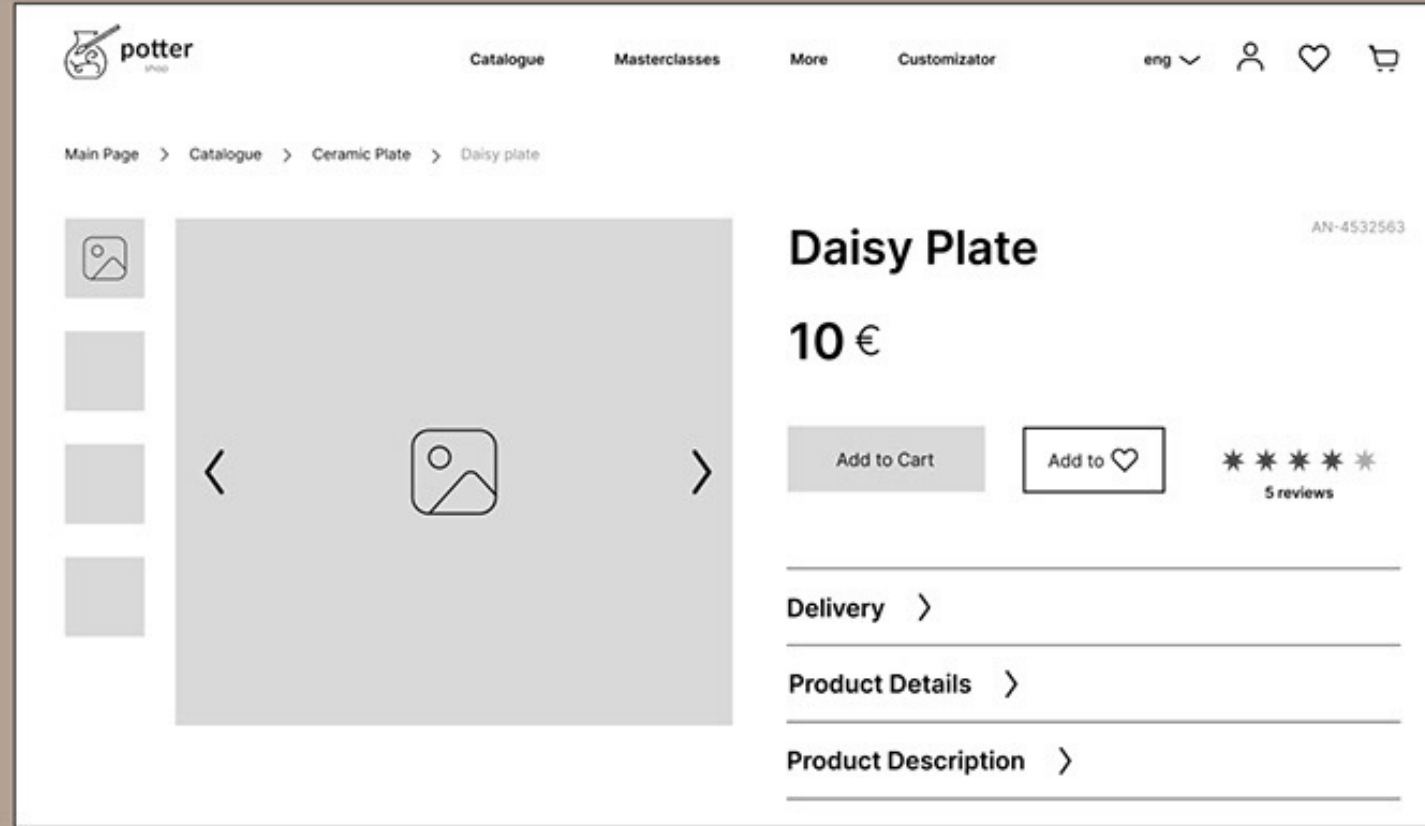 potter
shop
Catalogue Masterclasses More Customizator eng
Main Page > Catalogue > Ceramic Plate > Daisy plate
Daisy Plate
AN-4532563
10 €
Add to Cart
Add to
5 reviews
Delivery
Product Details
Product Description